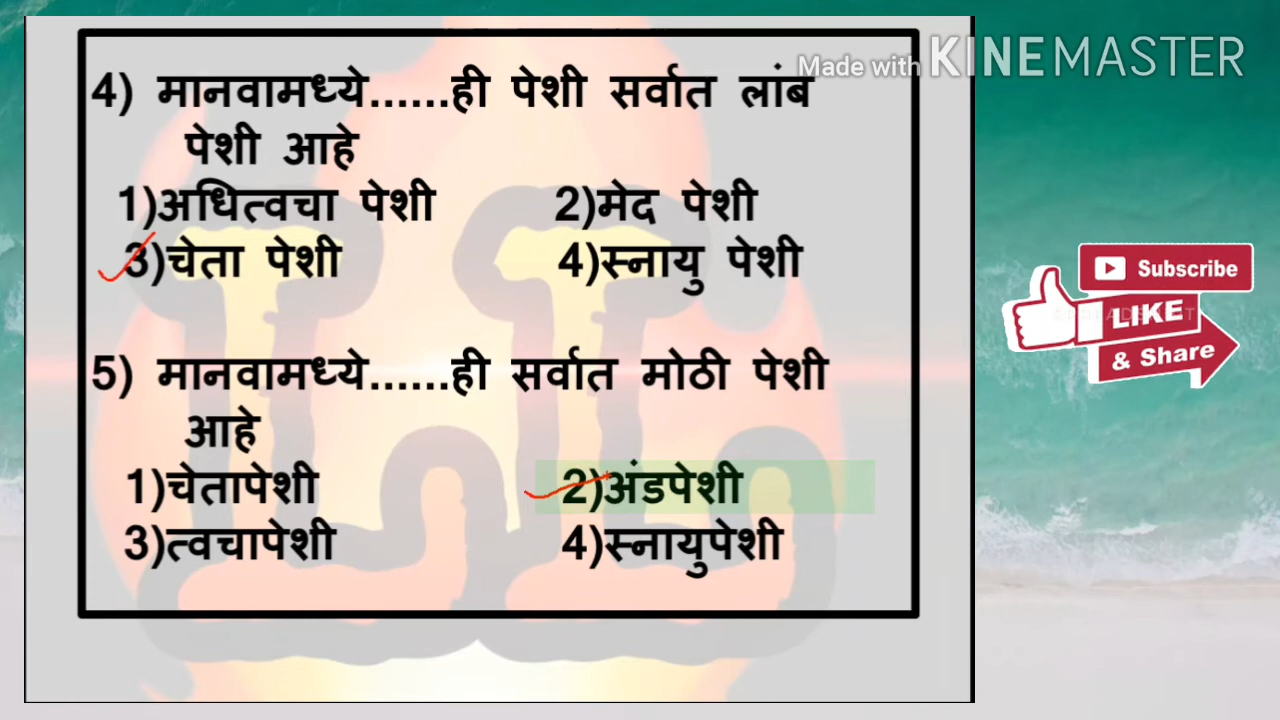 Made with KINEMASTER
4) मानवामध्ये......ही पेशी सर्वात लांब
पेशी आहे
1)अधित्वचा पेशी 2)मेद पेशी
3)चेता पेशी 4)स्नायु पेशी
5) मानवामध्ये......ही सर्वात मोठी पेशी
आहे
1)चेतापेशी 2)अंडपेशी
3)त्वचापेशी 4)स्नायुपेशी
Subscribe
LIKE
& Share